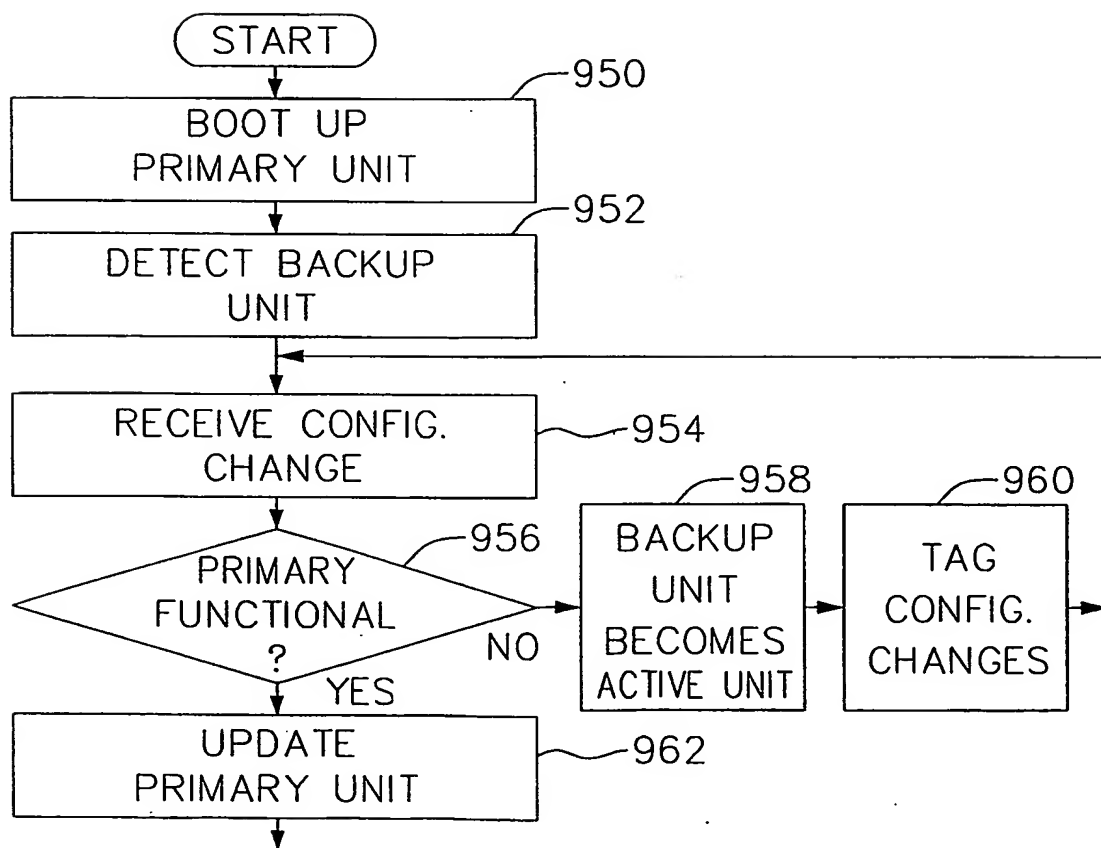 START
950
BOOT UP
PRIMARY UNIT
952
DETECT BACKUP
UNIT
RECEIVE CONFIG.
CHANGE
954
956
PRIMARY
FUNCTIONAL
?
NO
YES
958
BACKUP
UNIT
BECOMES
ACTIVE UNIT
960
TAG
CONFIG.
CHANGES
UPDATE
PRIMARY UNIT
962